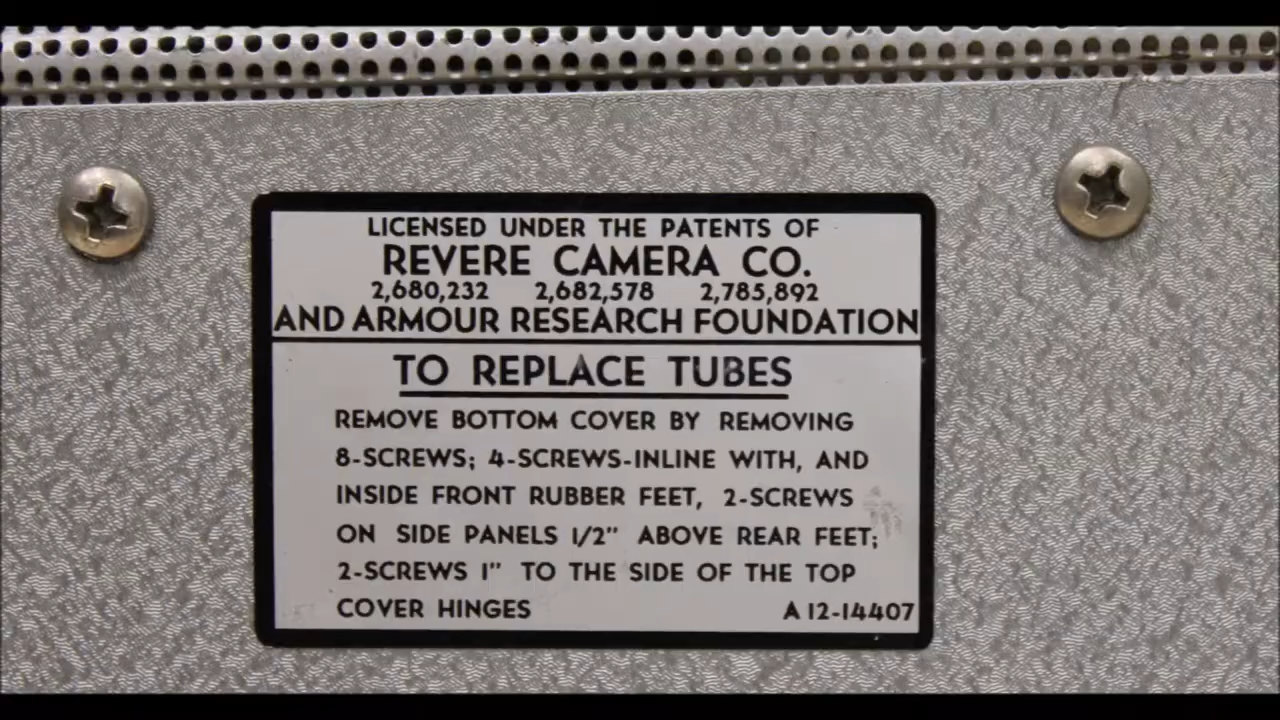 LICENSED UNDER THE PATENTS OF
REVERE CAMERA CO.
2,680,232 2,682,578 2,785,892
AND ARMOUR RESEARCH FOUNDATION
TO REPLACE TUBES
REMOVE BOTTOM COVER BY REMOVING
8-SCREWS; 4-SCREWS-INLINE WITH, AND
INSIDE FRONT RUBBER FEET, 2-SCREWS
ON SIDE PANELS 1/2" ABOVE REAR FEET;
2-SCREWS 1" TO THE SIDE OF THE TOP
COVER HINGES A 12-14407